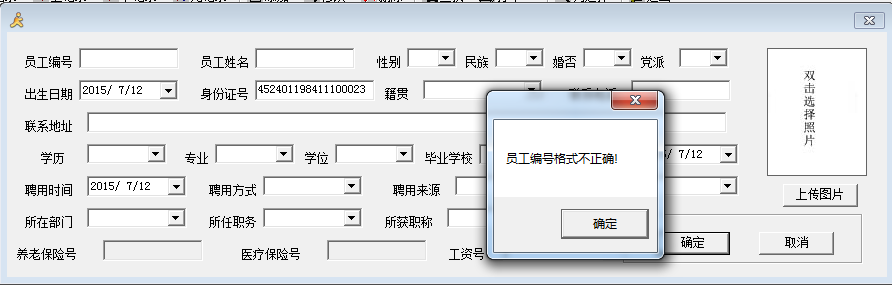 员工编号 员工姓名 性别 民族 婚否 党派
出生日期 2015/ 7/12 身份证号 452401198411100023 籍贯
联系地址
学历 专业 学位 毕业学校 7/12
聘用时间 2015/ 7/12 聘用方式 聘用来源
所在部门 所任职务 所获职称
养老保险号 医疗保险号 工资号
双击选择照片
上传图片
员工编号格式不正确!
确定
确定 取消